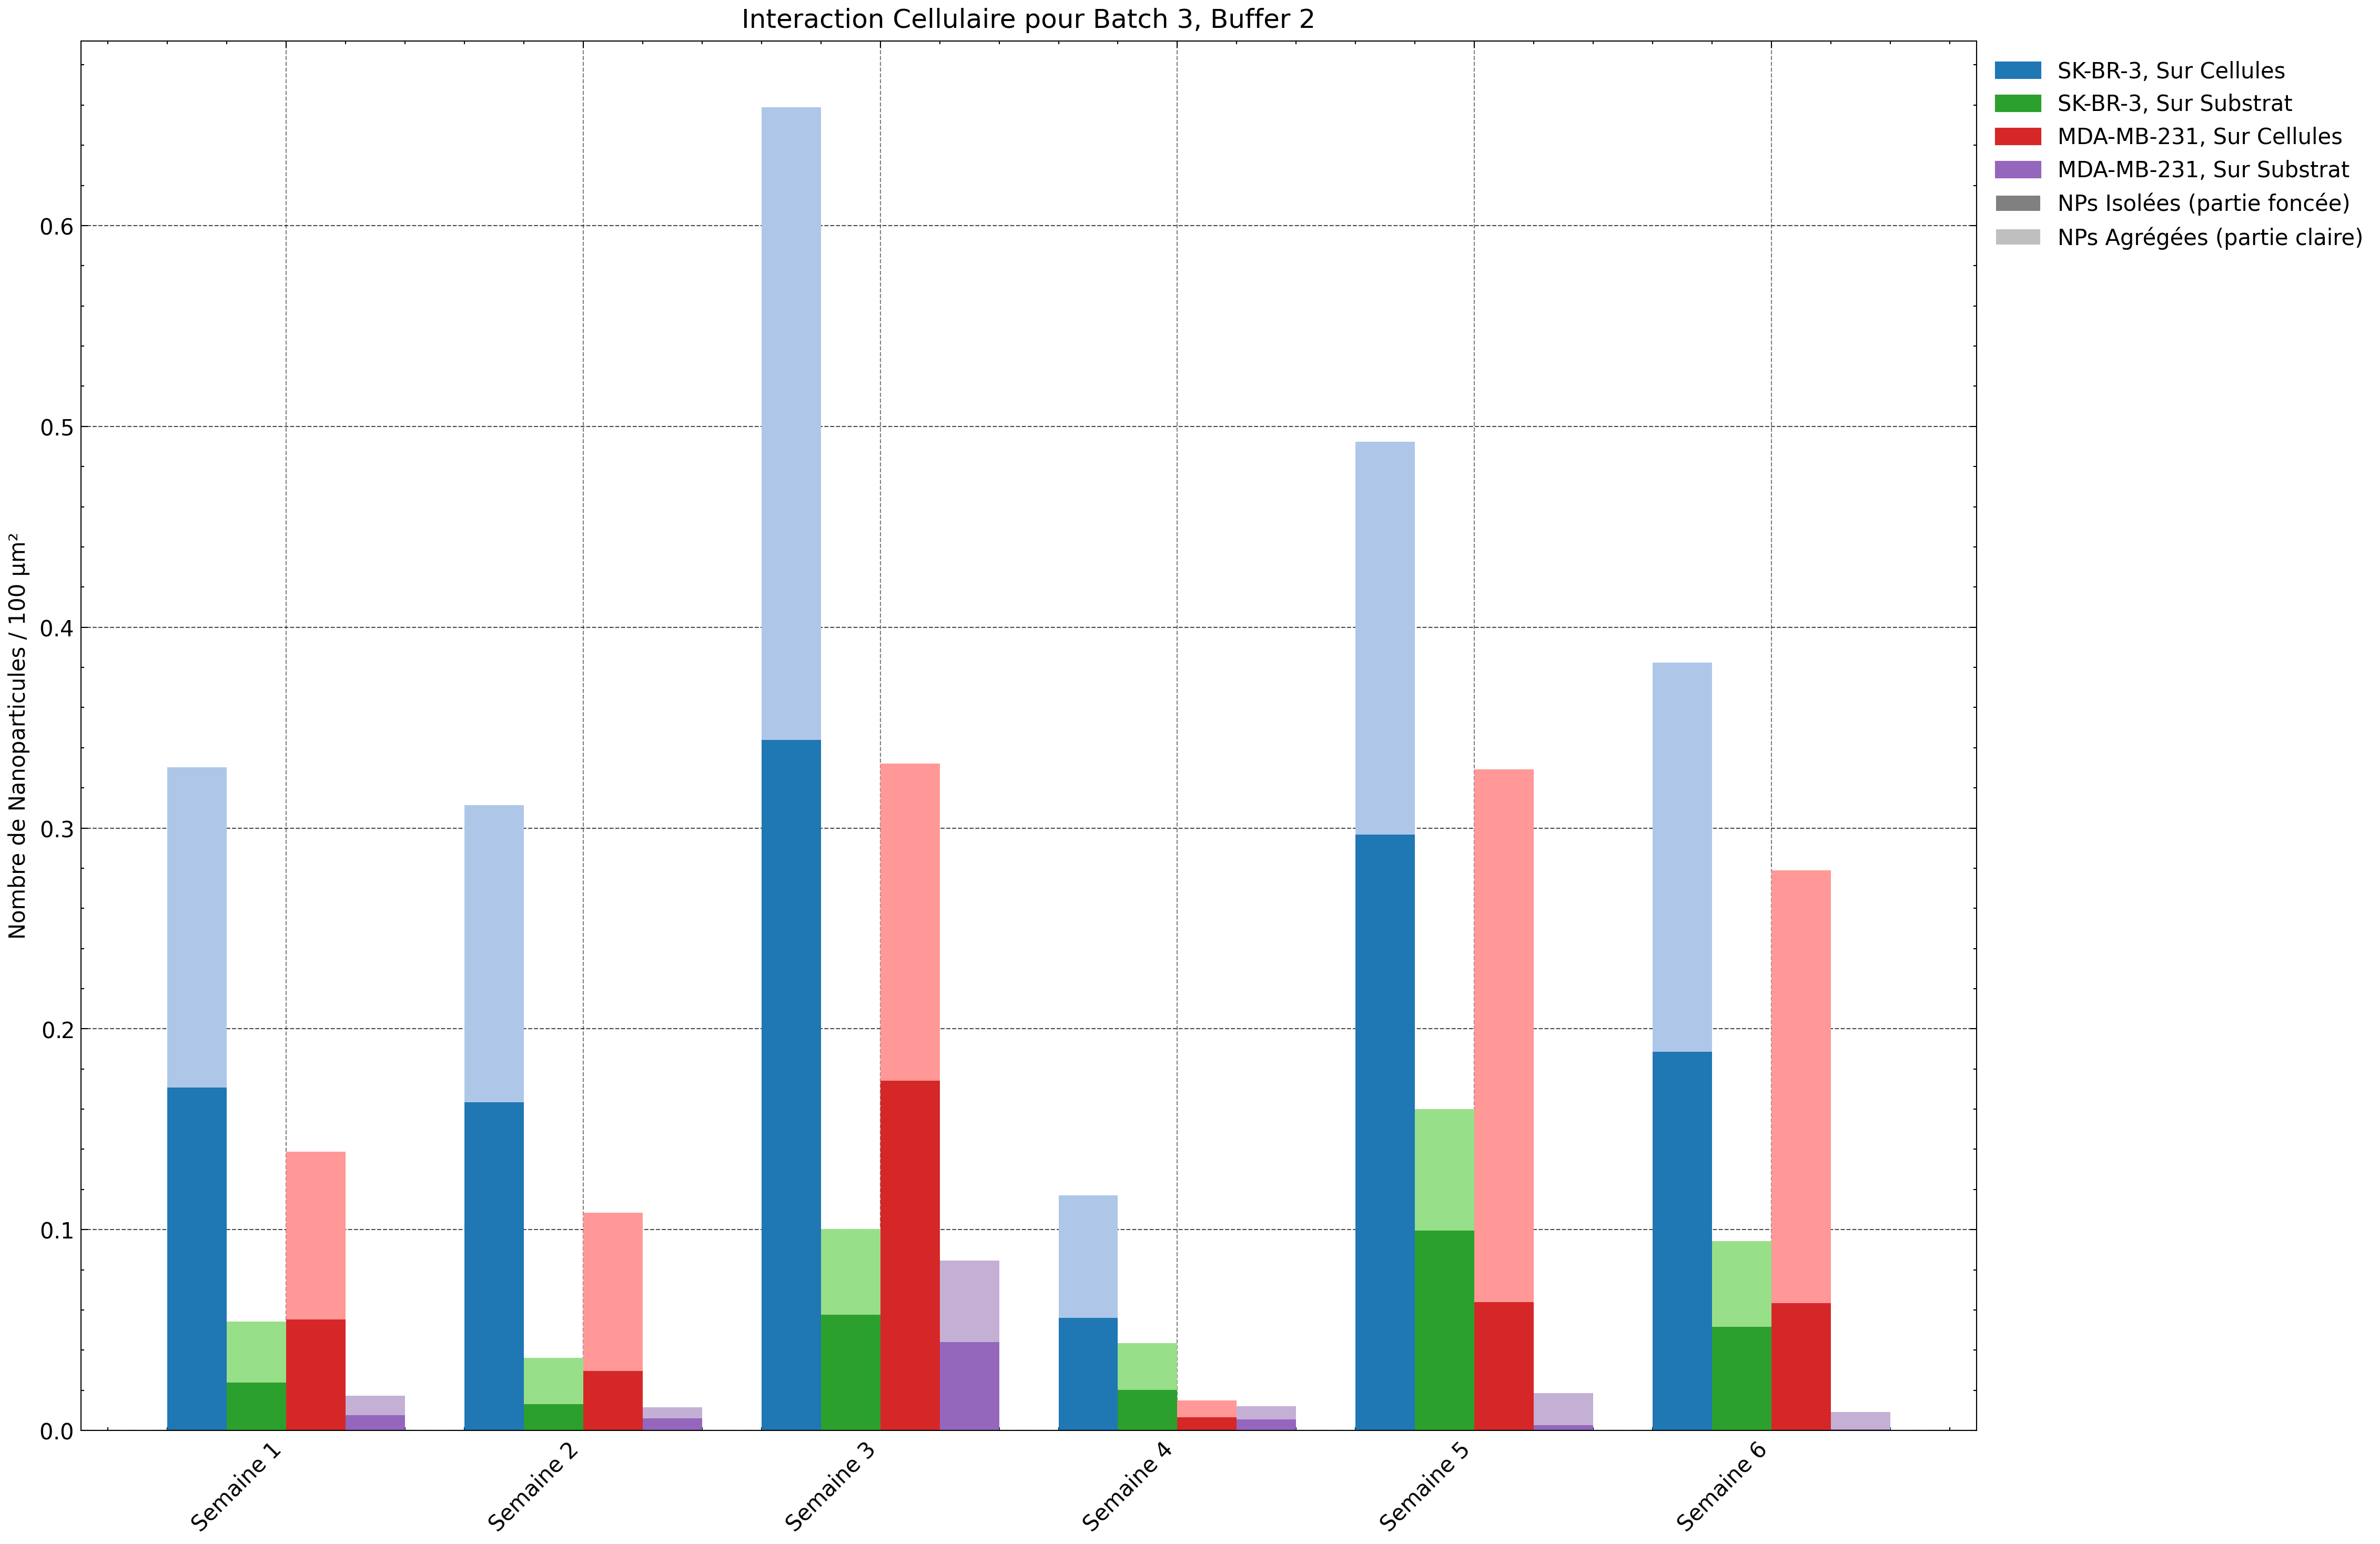 Interaction Cellulaire pour Batch 3, Buffer 2
SK-BR-3, Sur Cellules
SK-BR-3, Sur Substrat
MDA-MB-231, Sur Cellules
MDA-MB-231, Sur Substrat
NPs Isolées (partie foncée)
NPs Agrégées (partie claire)
Nombre de Nanoparticules / 100 µm²
0.6
0.5
0.4
0.3
0.2
0.1
0.0
Semaine 1
Semaine 2
Semaine 3
Semaine 4
Semaine 5
Semaine 6